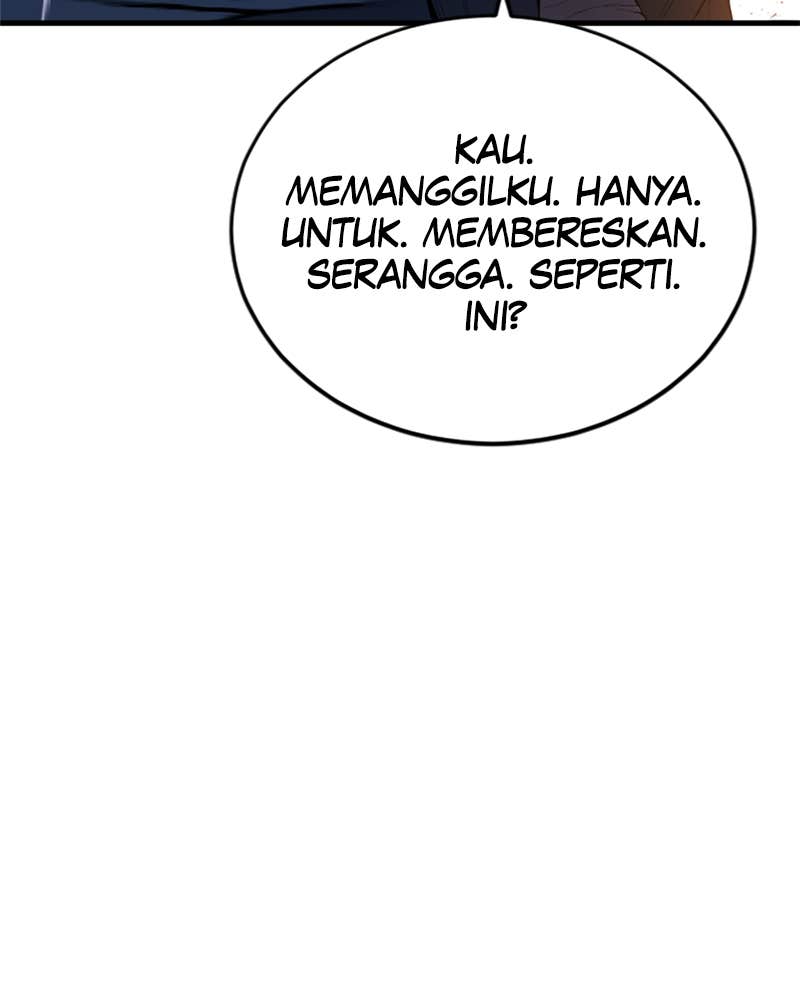 KAU.
MEMANGGILKU. HANYA.
UNTUK. MEMBERESKAN.
SERANGGA. SEPERTI.
INI?